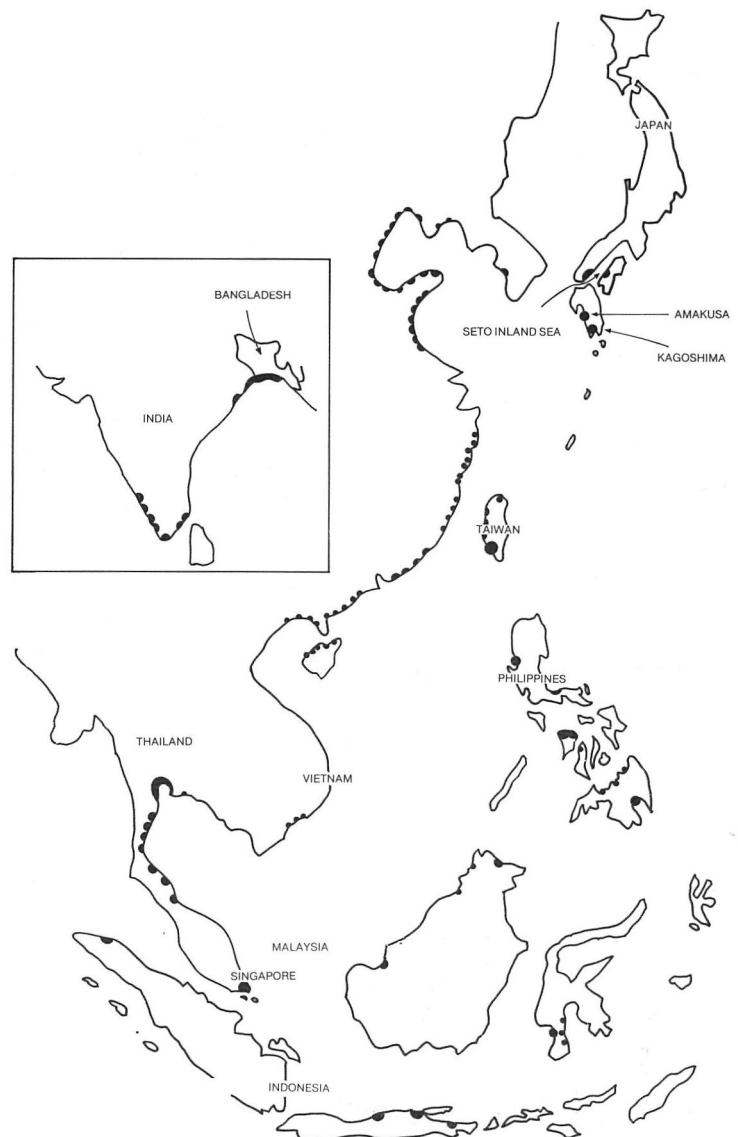 JAPAN
BANGLADESH
SETO INLAND SEA
AMAKUSA
KAGOSHIMA
INDIA
TAIWAN
PHILIPPINES
THAILAND
VIETNAM
MALAYSIA
SINGAPORE
INDONESIA